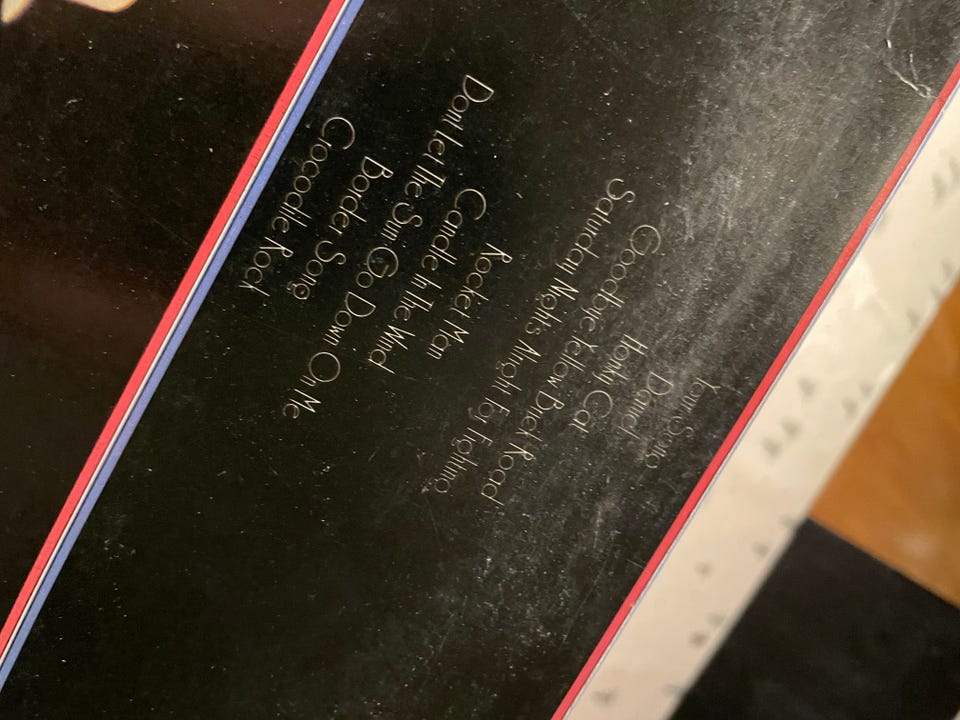 Your Song
Daniel
Honky Cat
Goodbye Yellow Brick Road
Saturday Night's Alright For Fighting
Rocket Man
Candle In The Wind
Don't Let The Sun Go Down On Me
Border Song
Crocodile Rock